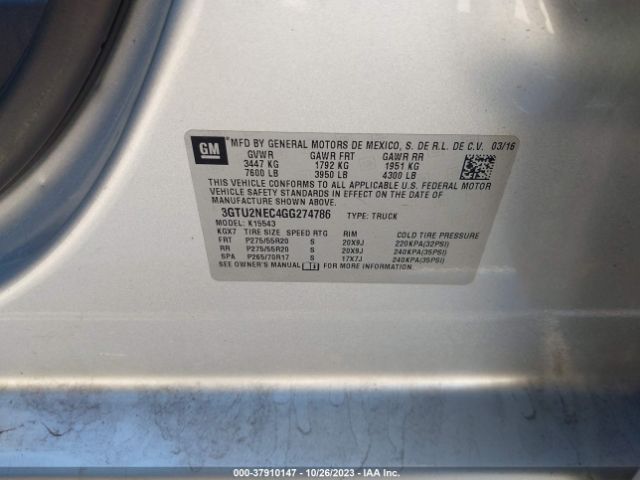 GM
MFD BY GENERAL MOTORS DE MEXICO, S. DE R.L. DE C.V. 03/16
GVWR GAWR FRT GAWR RR
3447 KG 1792 KG 1951 KG
7600 LB 3950 LB 4300 LB
THIS VEHICLE CONFORMS TO ALL APPLICABLE U.S. FEDERAL MOTOR
VEHICLE SAFETY STANDARDS IN EFFECT ON THE DATE OF
MANUFACTURE SHOWN ABOVE.
3GTU2NEC4GG274786 TYPE: TRUCK
MODEL: K15543
KGX7 TIRE SIZE SPEED RTG RIM COLD TIRE PRESSURE
FRT P275/55R20 S 20X9J 220KPA(32PSI)
RR P275/55R20 S 20X9J 240KPA(35PSI)
SPA P265/70R17 S 17X7J 240KPA(35PSI)
SEE OWNER'S MANUAL i FOR MORE INFORMATION.
000-37910147 - 10/26/2023 - IAA Inc.